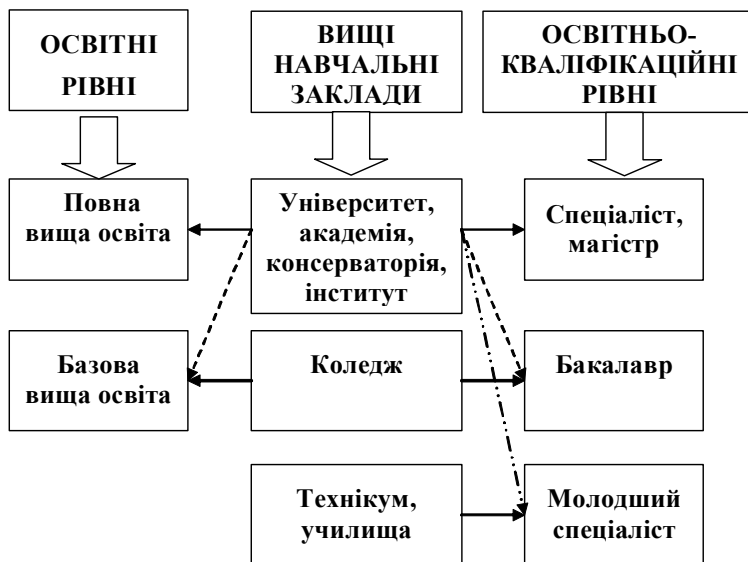 ОСВІТНІ
РІВНІ
ВИЩІ
НАВЧАЛЬНІ
ЗАКЛАДИ
ОСВІТНЬО-
КВАЛІФІКАЦІЙНІ
РІВНІ
Повна
вища освіта
Університет,
академія,
консерваторія,
інститут
Спеціаліст,
магістр
Базова
вища освіта
Коледж
Бакалавр
Технікум,
училища
Молодший
спеціаліст